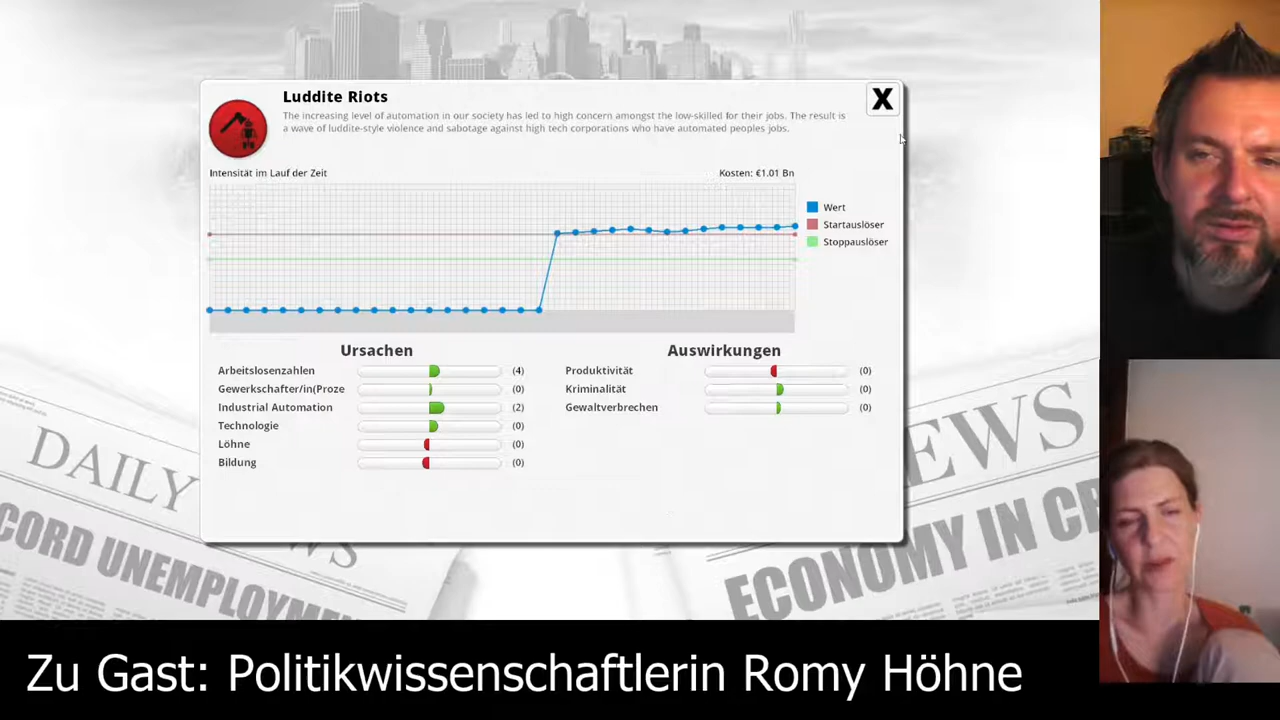 Luddite Riots
X
The increasing level of automation in our society has led to high concern amongst the low-skilled for their jobs. The result is
a wave of luddite-style violence and sabotage against high tech corporations who have automated peoples jobs.
Intensität im Lauf der Zeit
Kosten: €1.01 Bn
Wert
Startauslöser
Stoppauslöser
Ursachen
Arbeitslosenzahlen (4)
Gewerkschafter/in(Proze (0)
Industrial Automation (2)
Technologie (0)
Löhne (0)
Bildung (0)
Auswirkungen
Produktivität (0)
Kriminalität (0)
Gewaltverbrechen (0)
DAILY
NS
CORD UNEMPLOYME
EWS
ECONOMY IN CR
Zu Gast: Politikwissenschaftlerin Romy Höhne